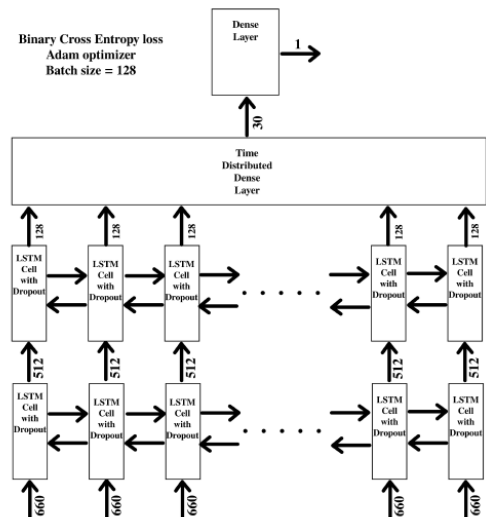 Binary Cross Entropy loss
Adam optimizer
Batch size = 128
Dense
Layer
1
30
Time
Distributed
Dense
Layer
128
128
128
128
128
LSTM
Cell
with
Dropout
LSTM
Cell
with
Dropout
LSTM
Cell
with
Dropout
. . . . . .
LSTM
Cell
with
Dropout
LSTM
Cell
with
Dropout
512
512
512
512
512
LSTM
Cell
with
Dropout
LSTM
Cell
with
Dropout
LSTM
Cell
with
Dropout
. . . . . .
LSTM
Cell
with
Dropout
LSTM
Cell
with
Dropout
660
660
660
660
660